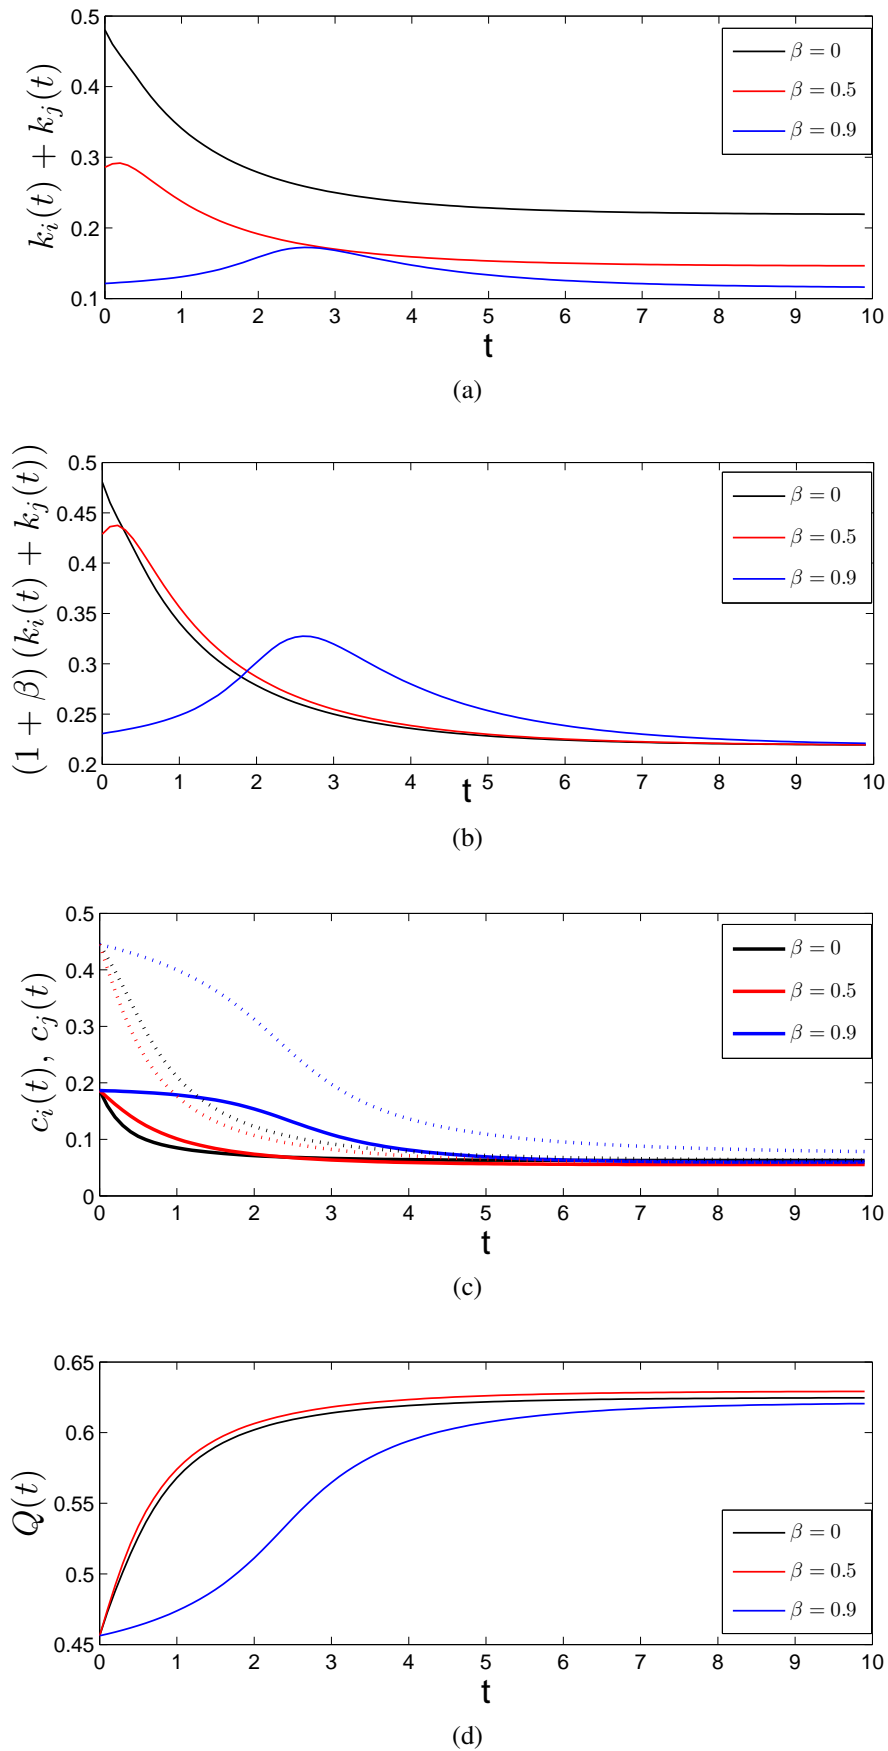 0.5
0.4
0.3
0.2
0.1
k_i(t) + k_j(t)
β = 0
β = 0.5
β = 0.9
0 1 2 3 4 5 6 7 8 9 10
t
(a)
0.5
0.45
0.4
0.35
0.3
0.25
0.2
(1 + β) (k_i(t) + k_j(t))
β = 0
β = 0.5
β = 0.9
0 1 2 3 4 5 6 7 8 9 10
t
(b)
0.5
0.4
0.3
0.2
0.1
0
c_i(t), c_j(t)
β = 0
β = 0.5
β = 0.9
0 1 2 3 4 5 6 7 8 9 10
t
(c)
0.65
0.6
0.55
0.5
0.45
Q(t)
β = 0
β = 0.5
β = 0.9
0 1 2 3 4 5 6 7 8 9 10
t
(d)